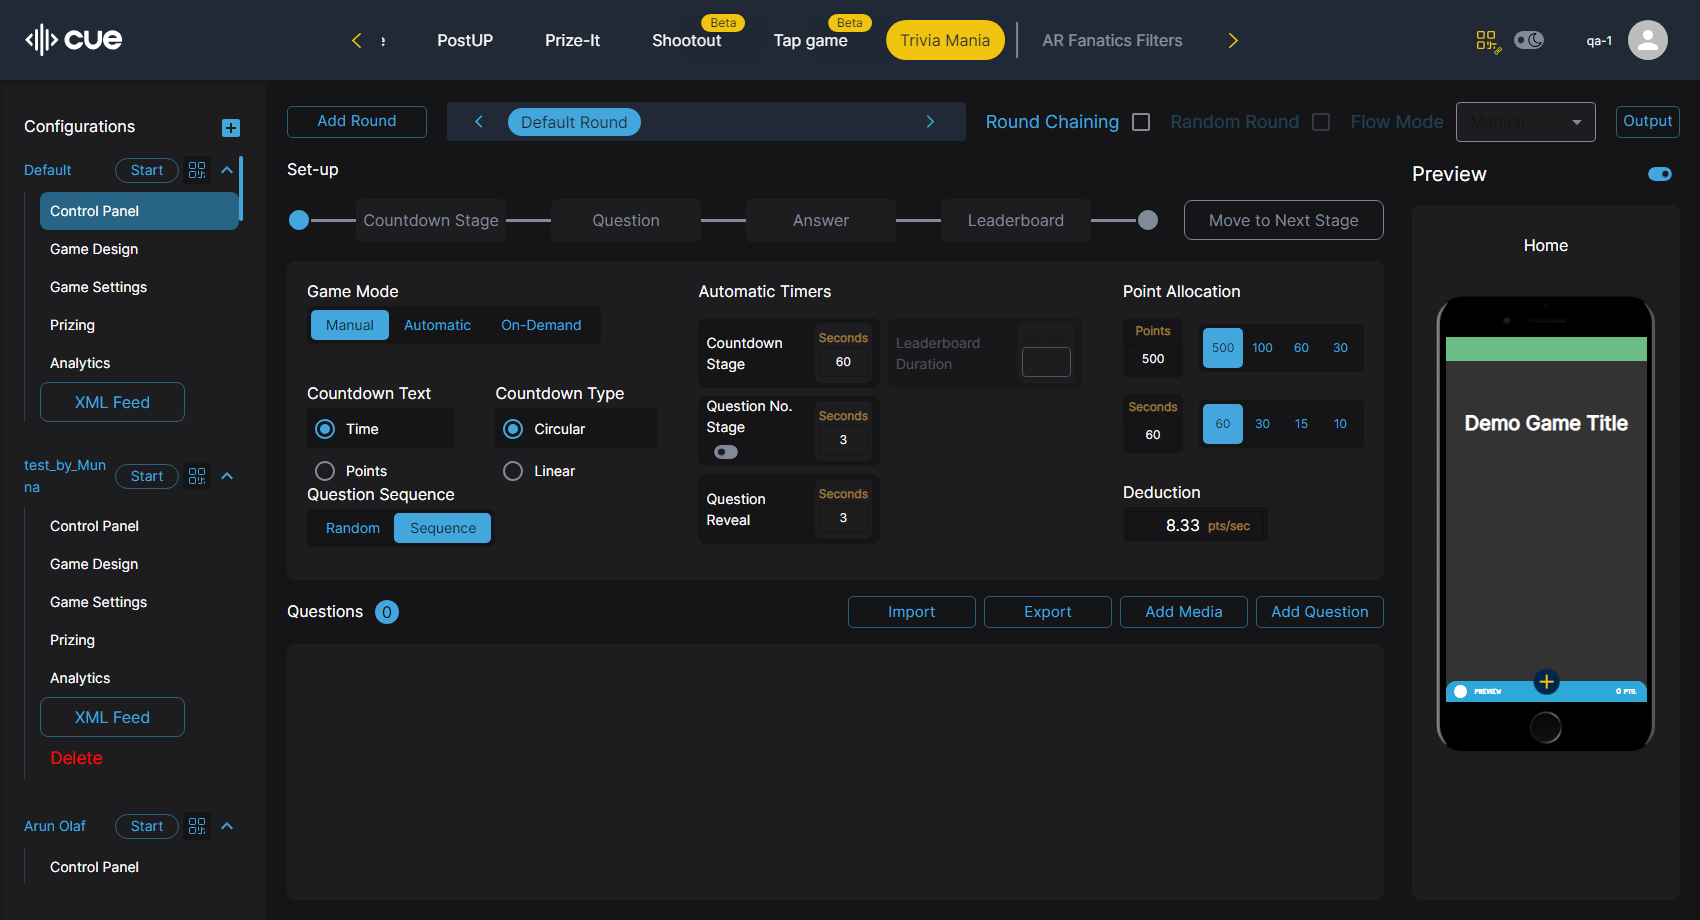 cue
PostUP
Prize-It
Shootout
Beta
Tap game
Beta
Trivia Mania
AR Fanatics Filters
qa-1
Configurations
Default
Start
Control Panel
Game Design
Game Settings
Prizing
Analytics
XML Feed
test_by_Mun
na
Start
Control Panel
Game Design
Game Settings
Prizing
Analytics
XML Feed
Delete
Arun Olaf
Start
Control Panel
Add Round
Default Round
Round Chaining
Random Round
Flow Mode
Manual
Output
Set-up
Countdown Stage
Question
Answer
Leaderboard
Move to Next Stage
Game Mode
Manual
Automatic
On-Demand
Countdown Text
Time
Points
Countdown Type
Circular
Linear
Question Sequence
Random
Sequence
Automatic Timers
Countdown
Stage
Seconds
60
Leaderboard
Duration
Question No.
Stage
Seconds
3
Question
Reveal
Seconds
3
Point Allocation
Points
500
500
100
60
30
Seconds
60
60
30
15
10
Deduction
8.33 pts/sec
Questions 0
Import
Export
Add Media
Add Question
Preview
Home
Demo Game Title
PREVIEW
0 PTS.